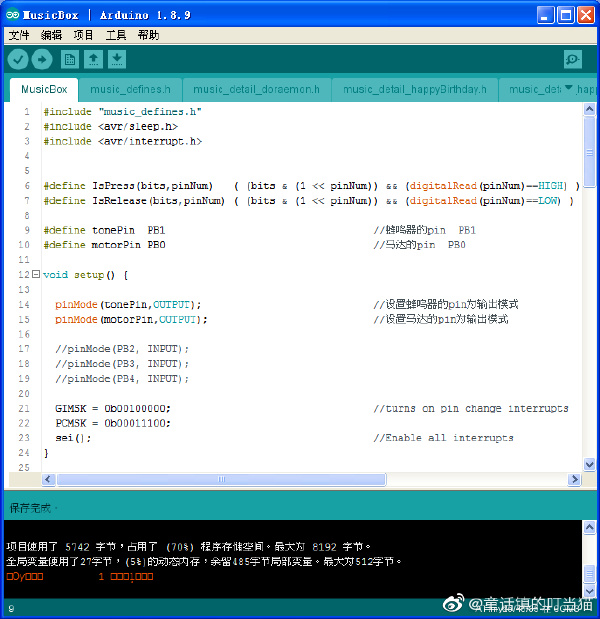 MusicBox | Arduino 1.8.9
文件 编辑 项目 工具 帮助
MusicBox music_defines.h music_detail_doraemon.h music_detail_happyBirthday.h
1 #include "music_defines.h"
2 #include <avr/sleep.h>
3 #include <avr/interrupt.h>
4
5
6 #define IsPress(bits,pinNum) ( (bits & (1 << pinNum)) && (digitalRead(pinNum)==HIGH) )
7 #define IsRelease(bits,pinNum) ( (bits & (1 << pinNum)) && (digitalRead(pinNum)==LOW) )
8
9 #define tonePin PB1 //蜂鸣器的pin PB1
10 #define motorPin PB0 //马达的pin PB0
11
12 void setup() {
13
14 pinMode(tonePin,OUTPUT); //设置蜂鸣器的pin为输出模式
15 pinMode(motorPin,OUTPUT); //设置马达的pin为输出模式
16
17 //pinMode(PB2, INPUT);
18 //pinMode(PB3, INPUT);
19 //pinMode(PB4, INPUT);
20
21 GIMSK = 0b00100000; //turns on pin change interrupts
22 PCMSK = 0b00011100;
23 sei(); //Enable all interrupts
24 }
25
保存完成。
项目使用了 5742 字节，占用了 (70%) 程序存储空间。最大为 8192 字节。
全局变量使用了27字节，(5%)的动态内存，余留485字节局部变量。最大为512字节。
9
@童话镇的叮当猫